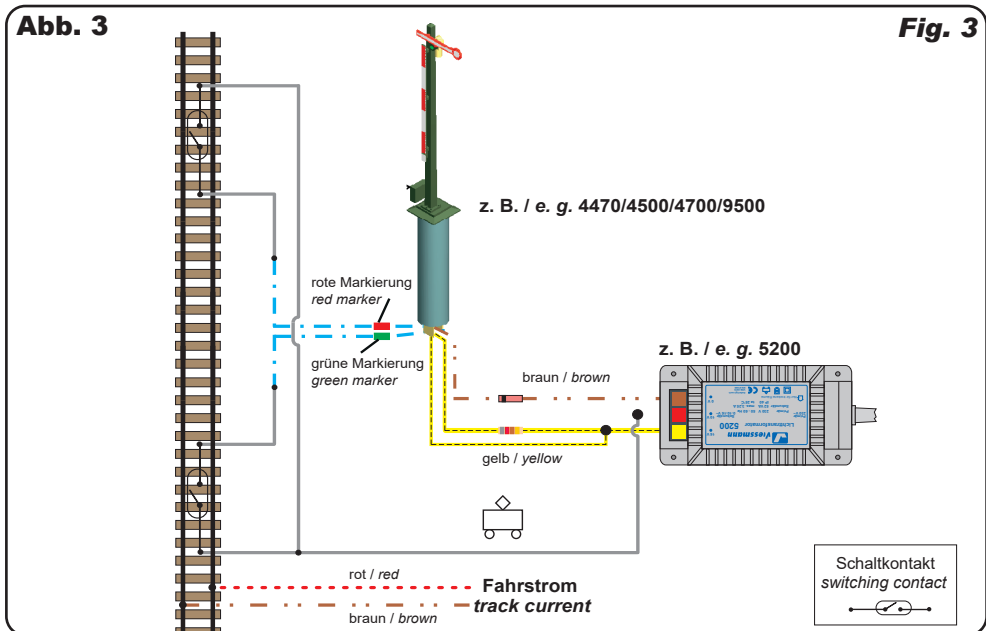 Abb. 3
Fig. 3
z. B. / e. g. 4470/4500/4700/9500
rote Markierung
red marker
grüne Markierung
green marker
z. B. / e. g. 5200
braun / brown
Viessmann
Lichttransformator
5200
gelb / yellow
rot / red
Fahrstrom
track current
braun / brown
Schaltkontakt
switching contact